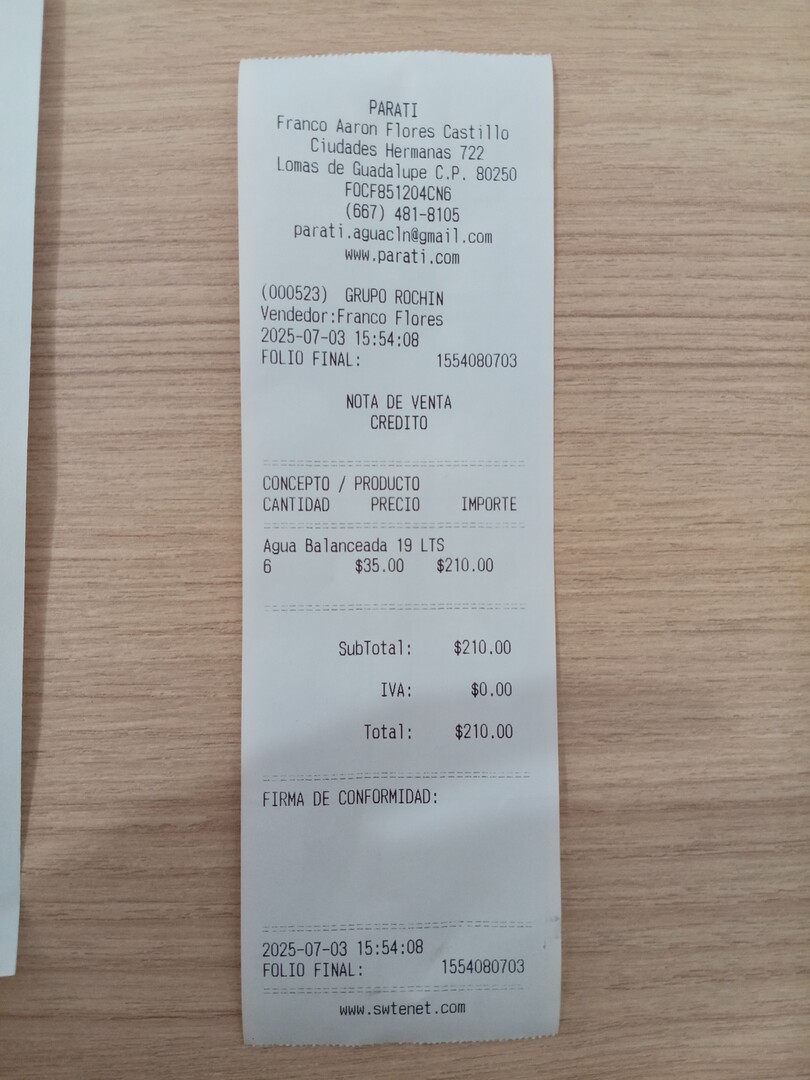 PARATI
Franco Aaron Flores Castillo
Ciudades Hermanas 722
Lomas de Guadalupe C.P. 80250
FOCF851204CN6
(667) 481-8105
parati.aguacln@gmail.com
www.parati.com
(000523) GRUPO ROCHIN
Vendedor:Franco Flores
2025-07-03 15:54:08
FOLIO FINAL: 1554080703
NOTA DE VENTA
CREDITO
CONCEPTO / PRODUCTO
CANTIDAD PRECIO IMPORTE
Agua Balanceada 19 LTS
6 $35.00 $210.00
SubTotal: $210.00
IVA: $0.00
Total: $210.00
FIRMA DE CONFORMIDAD:
2025-07-03 15:54:08
FOLIO FINAL: 1554080703
www.swtenet.com